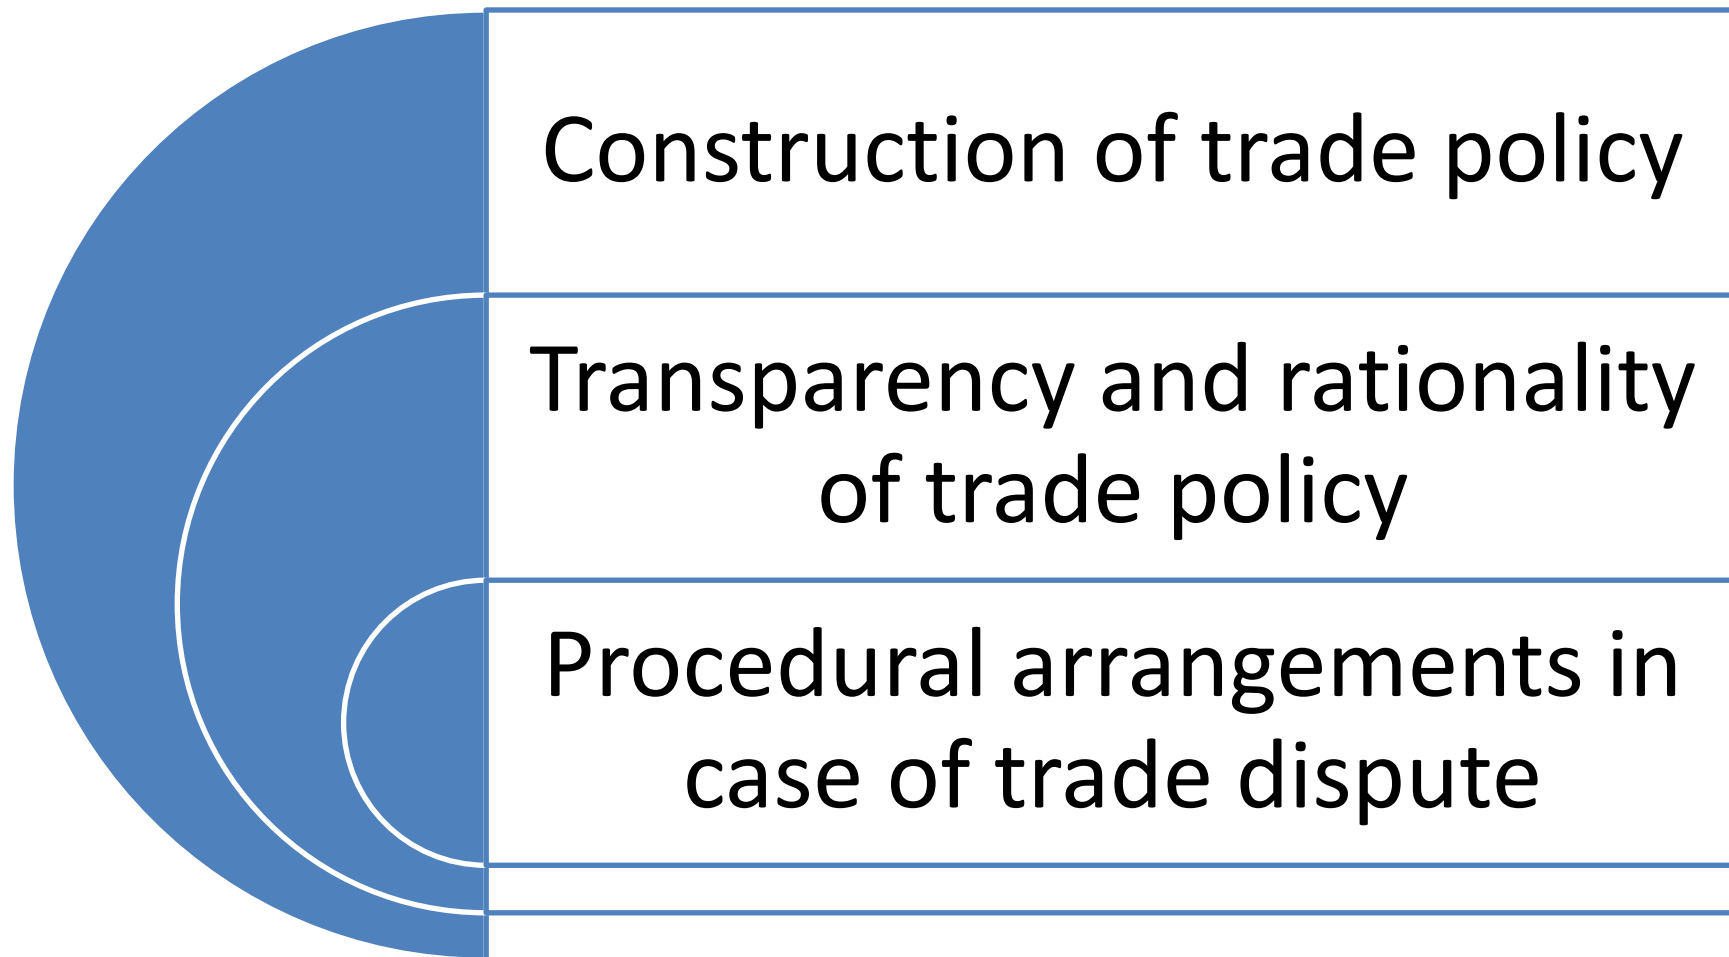 Construction of trade policy
Transparency and rationality
of trade policy
Procedural arrangements in
case of trade dispute